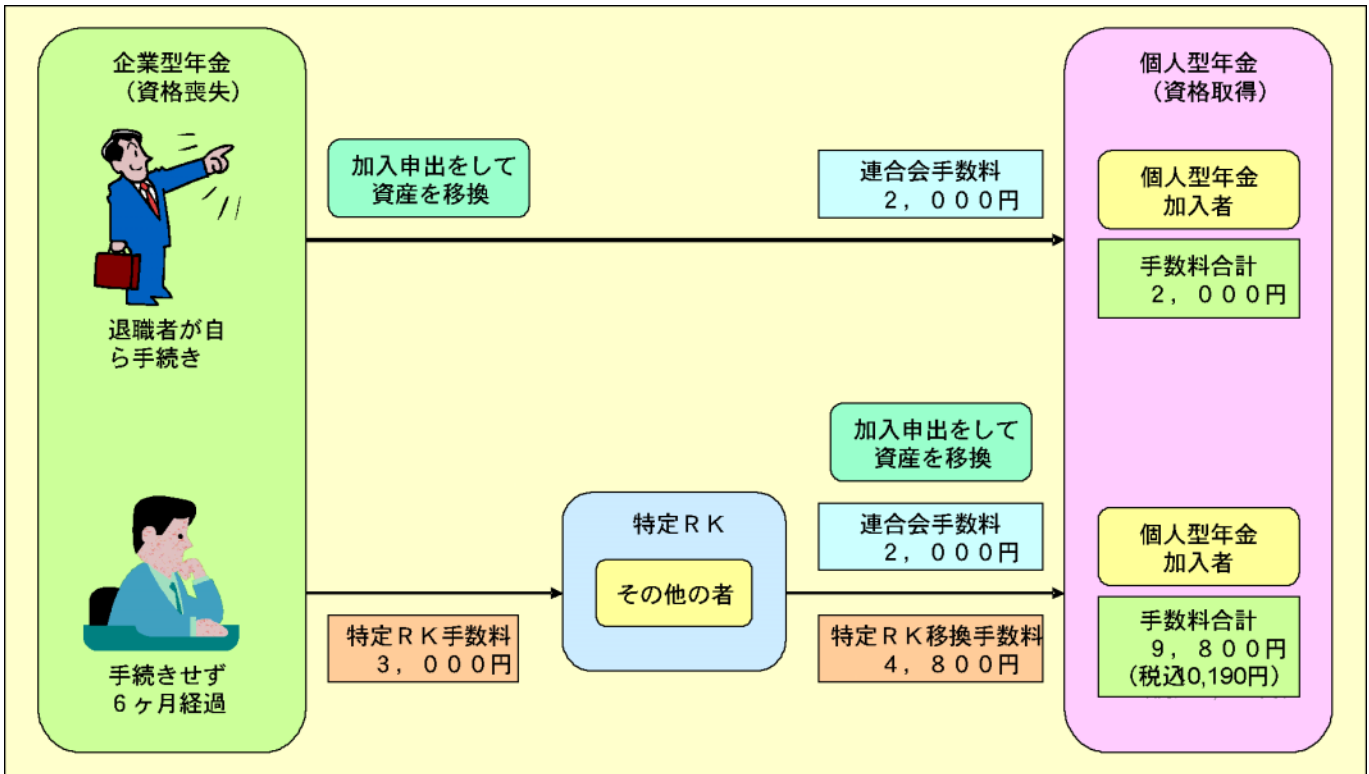 企業型年金
（資格喪失）
個人型年金
（資格取得）
加入申出をして
資産を移換
連合会手数料
２，０００円
個人型年金
加入者
手数料合計
２，０００円
退職者が自
ら手続き
加入申出をして
資産を移換
特定ＲＫ
その他の者
連合会手数料
２，０００円
個人型年金
加入者
特定ＲＫ手数料
３，０００円
特定ＲＫ移換手数料
４，８００円
手数料合計
９，８００円
（税込10,190円）
手続きせず
６ヶ月経過